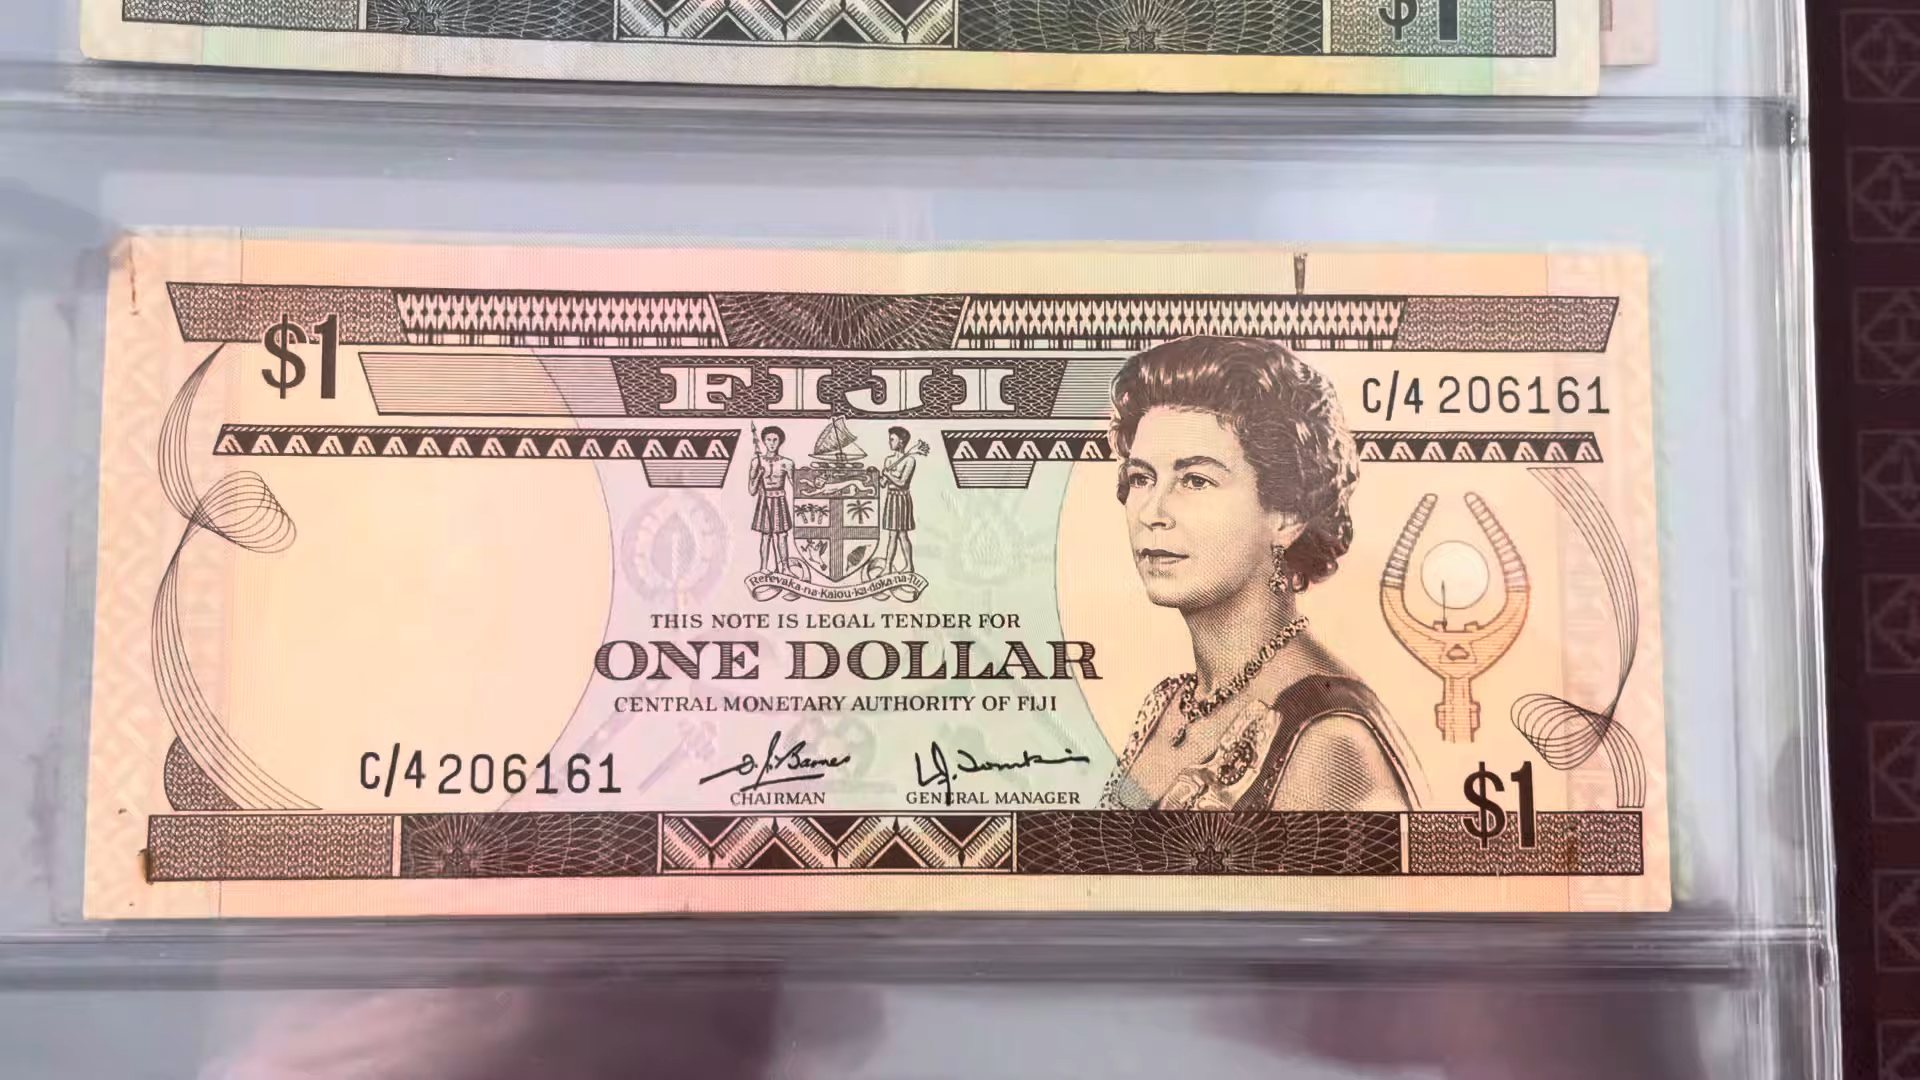 $1
$1
FIJI
C/4 206161
Rerevaka·na·Kalou·ka·doka·na·Tui
THIS NOTE IS LEGAL TENDER FOR
ONE DOLLAR
CENTRAL MONETARY AUTHORITY OF FIJI
C/4 206161
CHAIRMAN
GENERAL MANAGER
$1